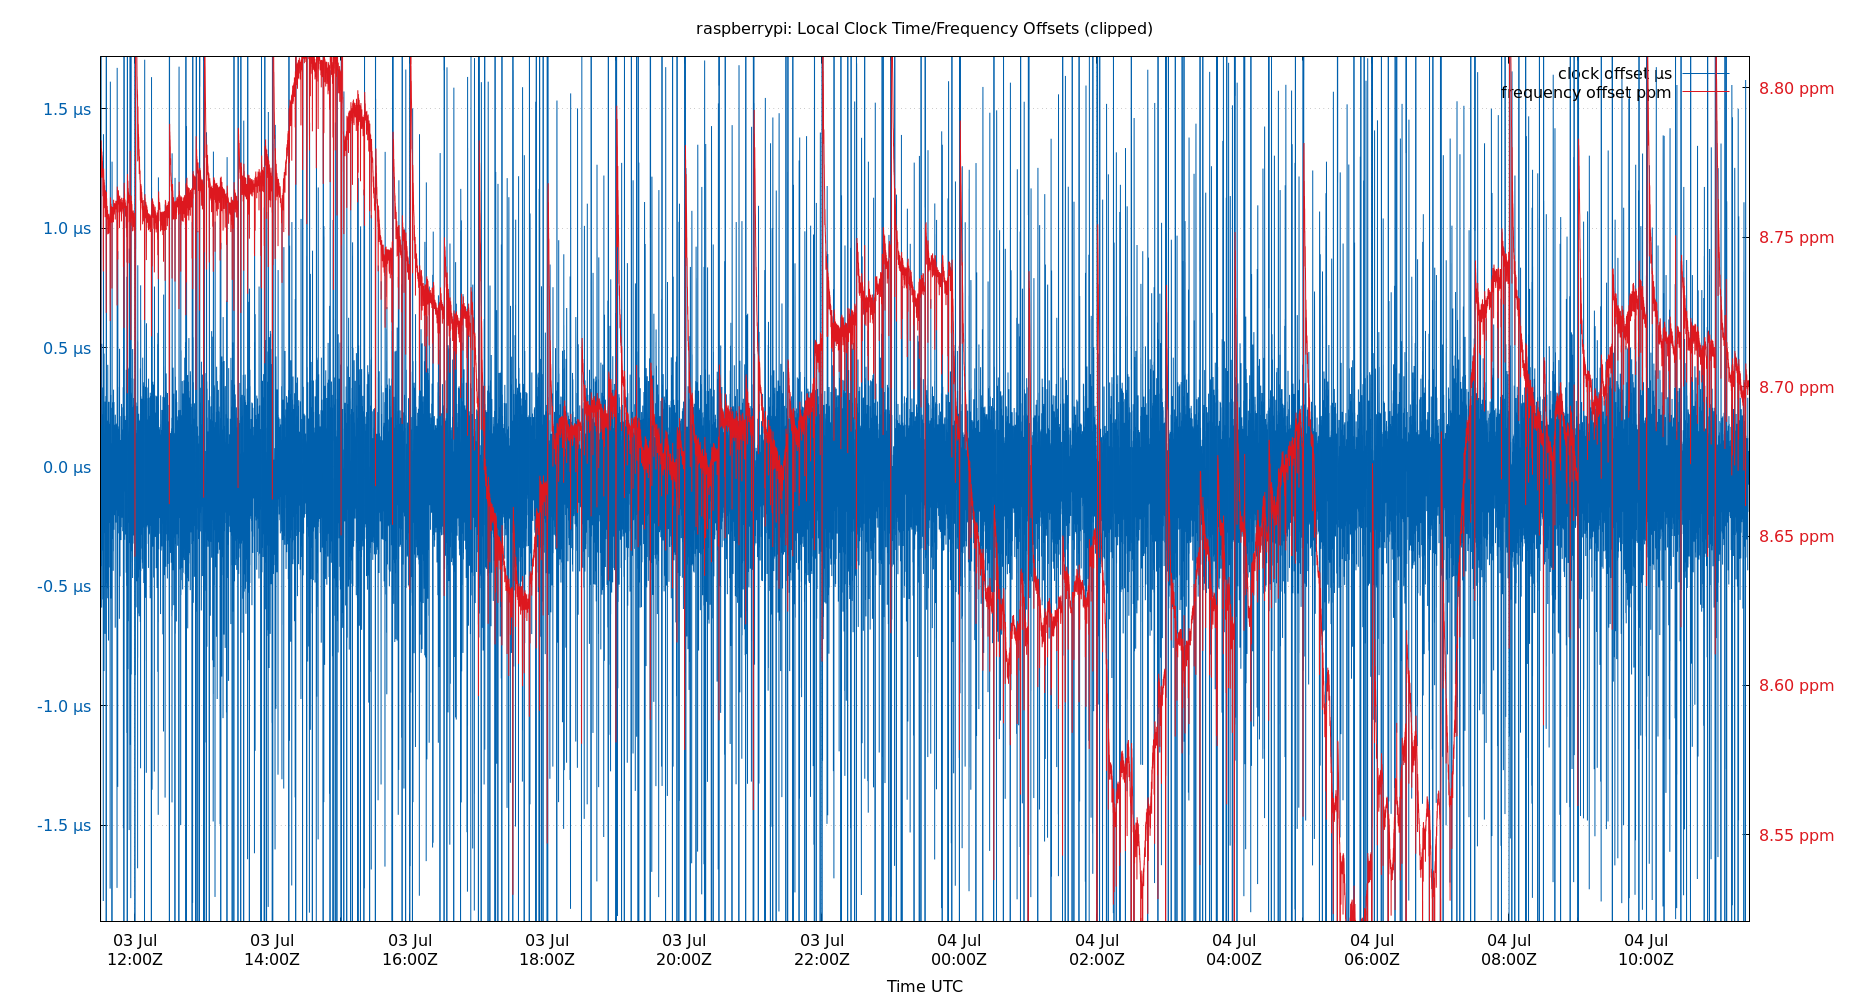 raspberrypi: Local Clock Time/Frequency Offsets (clipped)
clock offset µs
frequency offset ppm
1.5 µs
1.0 µs
0.5 µs
0.0 µs
-0.5 µs
-1.0 µs
-1.5 µs
8.80 ppm
8.75 ppm
8.70 ppm
8.65 ppm
8.60 ppm
8.55 ppm
03 Jul 03 Jul 03 Jul 03 Jul 03 Jul 03 Jul 04 Jul 04 Jul 04 Jul 04 Jul 04 Jul 04 Jul
12:00Z 14:00Z 16:00Z 18:00Z 20:00Z 22:00Z 00:00Z 02:00Z 04:00Z 06:00Z 08:00Z 10:00Z
Time UTC